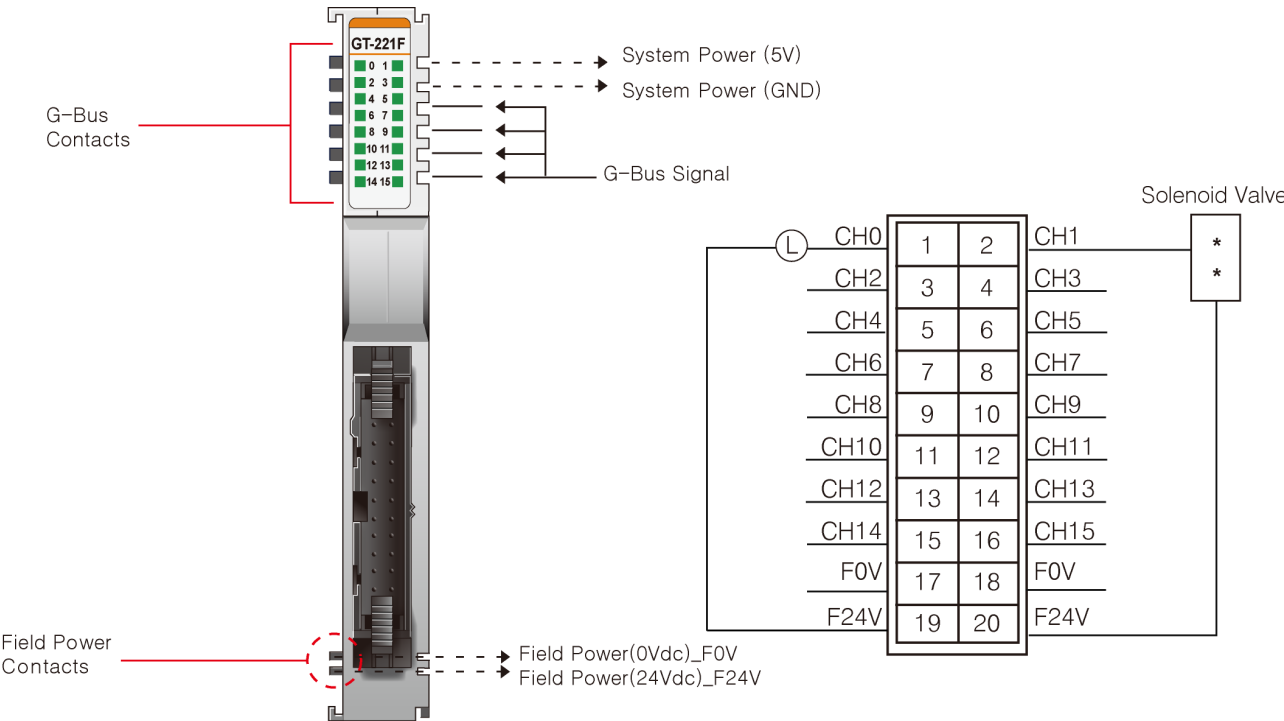 GT-221F
0 1
2 3
4 5
6 7
8 9
10 11
12 13
14 15
G-Bus
Contacts
System Power (5V)
System Power (GND)
G-Bus Signal
Field Power
Contacts
Field Power(0Vdc)_F0V
Field Power(24Vdc)_F24V
Solenoid Valve
L CH0 1 2 CH1 *
*
CH2 3 4 CH3
CH4 5 6 CH5
CH6 7 8 CH7
CH8 9 10 CH9
CH10 11 12 CH11
CH12 13 14 CH13
CH14 15 16 CH15
F0V 17 18 F0V
F24V 19 20 F24V